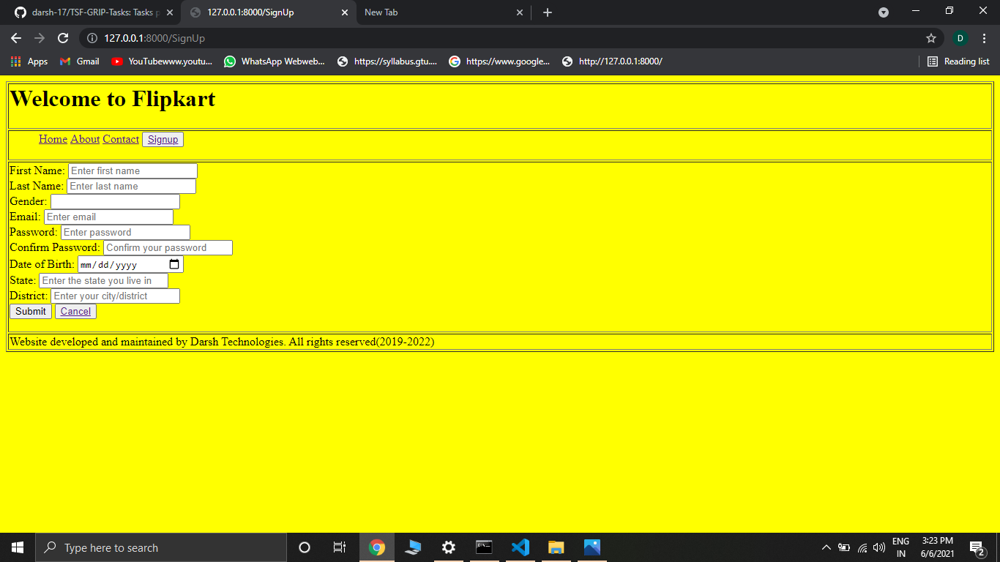 darsh-17/TSF-GRIP-Tasks: Tasks p
127.0.0.1:8000/SignUp
New Tab
127.0.0.1:8000/SignUp
D
Apps
Gmail
YouTubewww.youtu...
WhatsApp Webweb...
https://syllabus.gtu....
https://www.google...
http://127.0.0.1:8000/
Reading list
Welcome to Flipkart
Home About Contact Signup
First Name: Enter first name
Last Name: Enter last name
Gender:
Email: Enter email
Password: Enter password
Confirm Password: Confirm your password
Date of Birth: mm/dd/yyyy
State: Enter the state you live in
District: Enter your city/district
Submit Cancel
Website developed and maintained by Darsh Technologies. All rights reserved(2019-2022)
Type here to search
ENG
IN
3:23 PM
6/6/2021
2